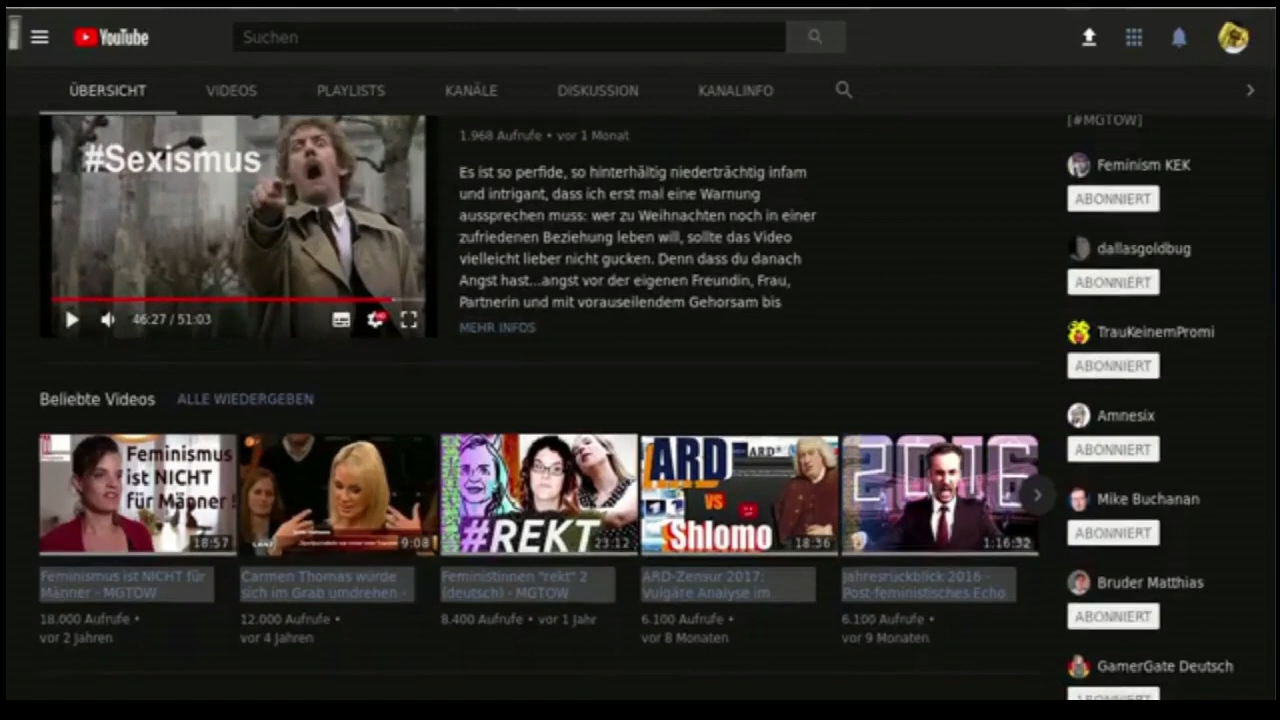 YouTube
Suchen
ÜBERSICHT VIDEOS PLAYLISTS KANÄLE DISKUSSION KANALINFO
#Sexismus
46:27 / 51:03
1.968 Aufrufe • vor 1 Monat
Es ist so perfide, so hinterhältig niederträchtig infam
und intrigant, dass ich erst mal eine Warnung
aussprechen muss: wer zu Weihnachten noch in einer
zufriedenen Beziehung leben will, sollte das Video
vielleicht lieber nicht gucken. Denn dass du danach
Angst hast...angst vor der eigenen Freundin, Frau,
Partnerin und mit vorauseilendem Gehorsam bis
MEHR INFOS
Beliebte Videos ALLE WIEDERGEBEN
Feminismus
ist NICHT
für Männer !
18:57
Feminismus ist NICHT für
Männer - MGTOW
18.000 Aufrufe •
vor 2 Jahren
LANZ
9:08
Carmen Thomas würde
sich im Grab umdrehen -
12.000 Aufrufe •
vor 4 Jahren
#REKT
23:12
Feministinnen "rekt" 2
(deutsch) - MGTOW
8.400 Aufrufe • vor 1 Jahr
ARD
ARD
VS
Shlomo
18:36
ARD-Zensur 2017:
Vulgäre Analyse im
6.100 Aufrufe •
vor 8 Monaten
2016
1:16:32
Jahresrückblick 2016 -
Post-feministisches Echo
6.100 Aufrufe •
vor 9 Monaten
[#MGTOW]
Feminism KEK
ABONNIERT
dallasgoldbug
ABONNIERT
TrauKeinemPromi
ABONNIERT
Amnesix
ABONNIERT
Mike Buchanan
ABONNIERT
Bruder Matthias
ABONNIERT
GamerGate Deutsch
ABONNIERT